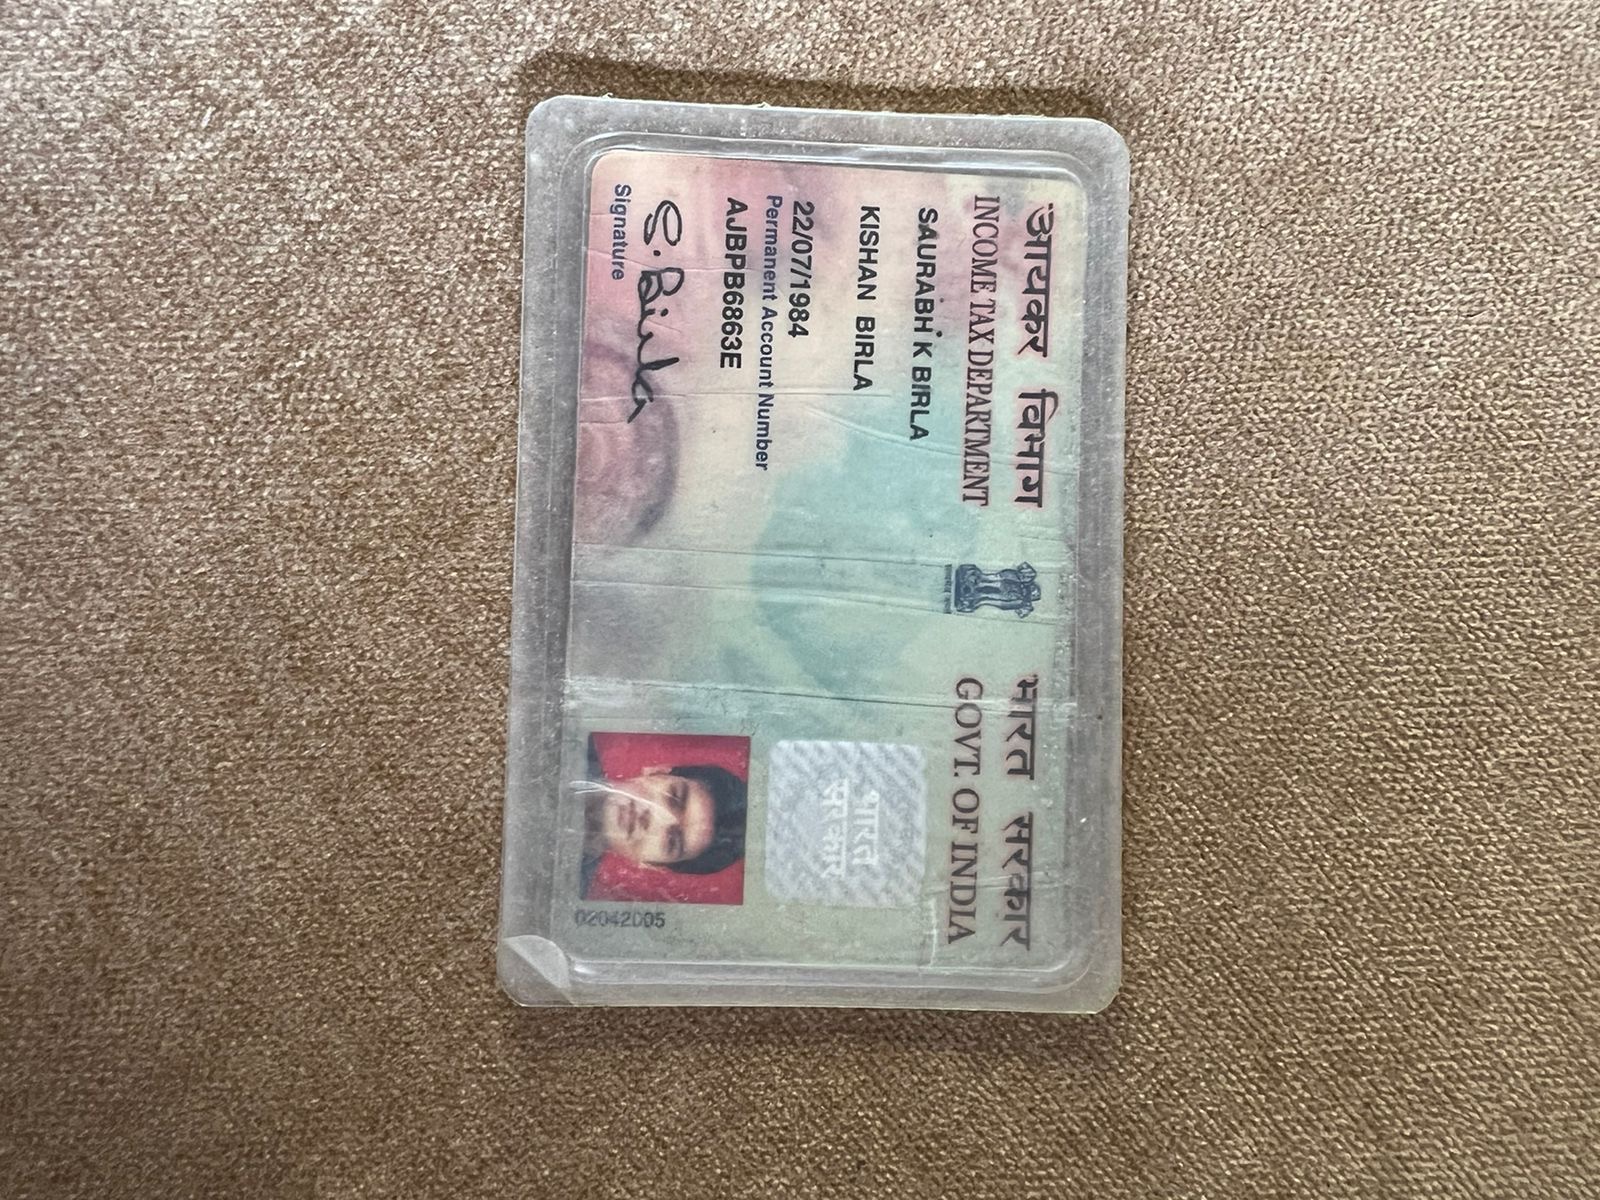 आयकर विभाग
INCOME TAX DEPARTMENT
भारत सरकार
GOVT. OF INDIA
SAURABH K BIRLA
KISHAN BIRLA
22/07/1984
Permanent Account Number
AJBPB6863E
Signature
S. Birla
भारत
सरकार
02042005